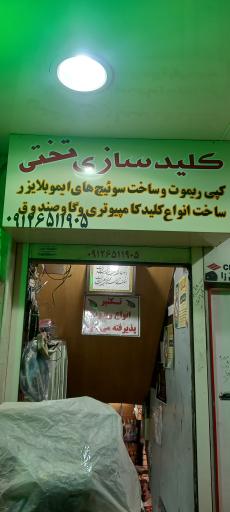 کلیدسازی تختی
کپی ریموت و ساخت سوئیچ های ایموبلایزر
ساخت انواع کلید کامپیوتری و گاوصندوق
۰۹۱۲۶۵۱۱۹۰۵
۰۹۱۲۶۵۱۱۹۰۵
تکثیر
انواع
پذیرفته می